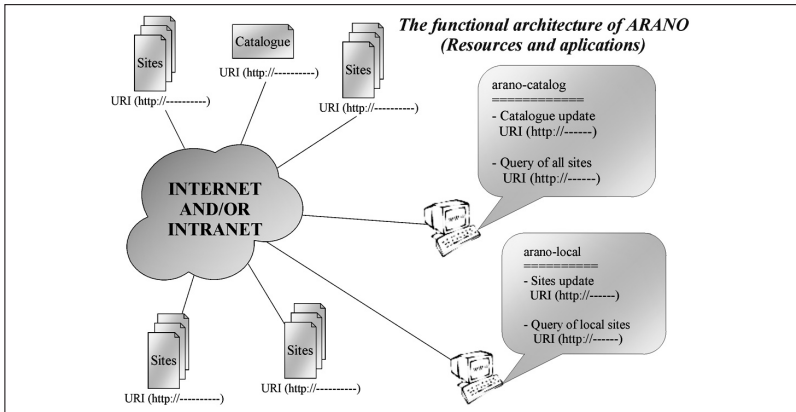 The functional architecture of ARANO
(Resources and aplications)
Sites
URI (http://----------)
Catalogue
URI (http://----------)
Sites
URI (http://----------)
arano-catalog
============
- Catalogue update
URI (http://------)
- Query of all sites
URI (http://------)
INTERNET
AND/OR
INTRANET
arano-local
==========
- Sites update
URI (http://------)
- Query of local sites
URI (http://------)
Sites
URI (http://----------)
Sites
URI (http://----------)